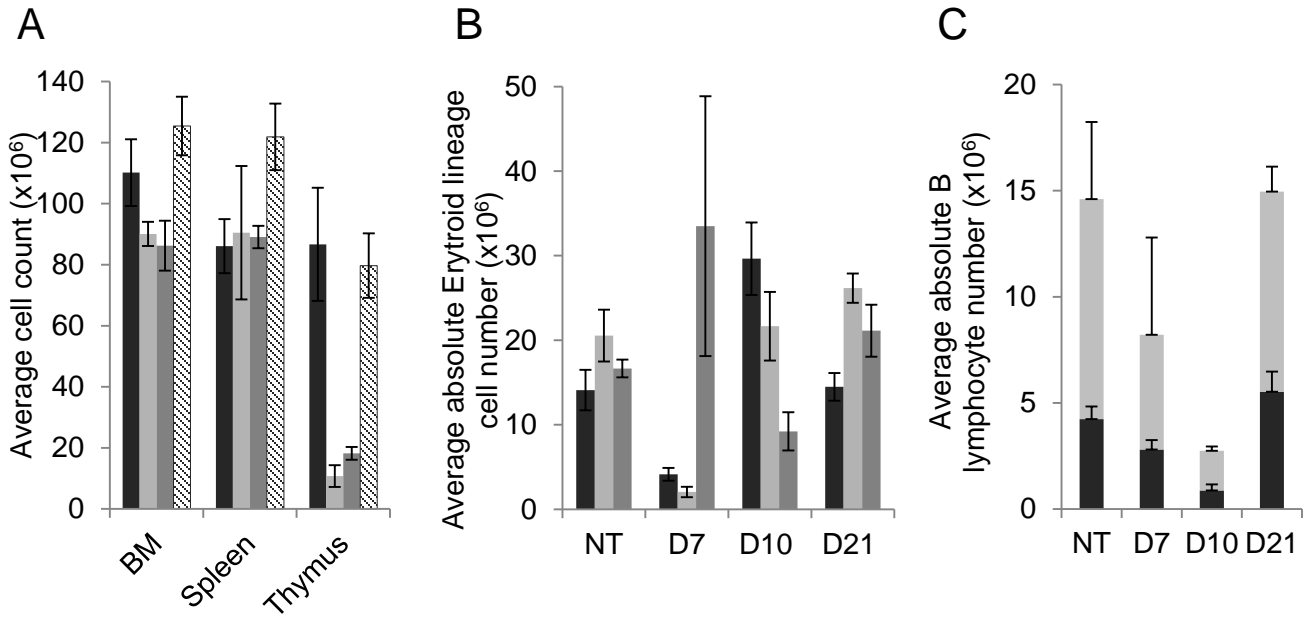 A
Average cell count (x10⁶)
140
120
100
80
60
40
20
0
BM
Spleen
Thymus
B
Average absolute Erytroid lineage
cell number (x10⁶)
50
40
30
20
10
0
NT D7 D10 D21
C
Average absolute B
lymphocyte number (x10⁶)
20
15
10
5
0
NT D7 D10 D21